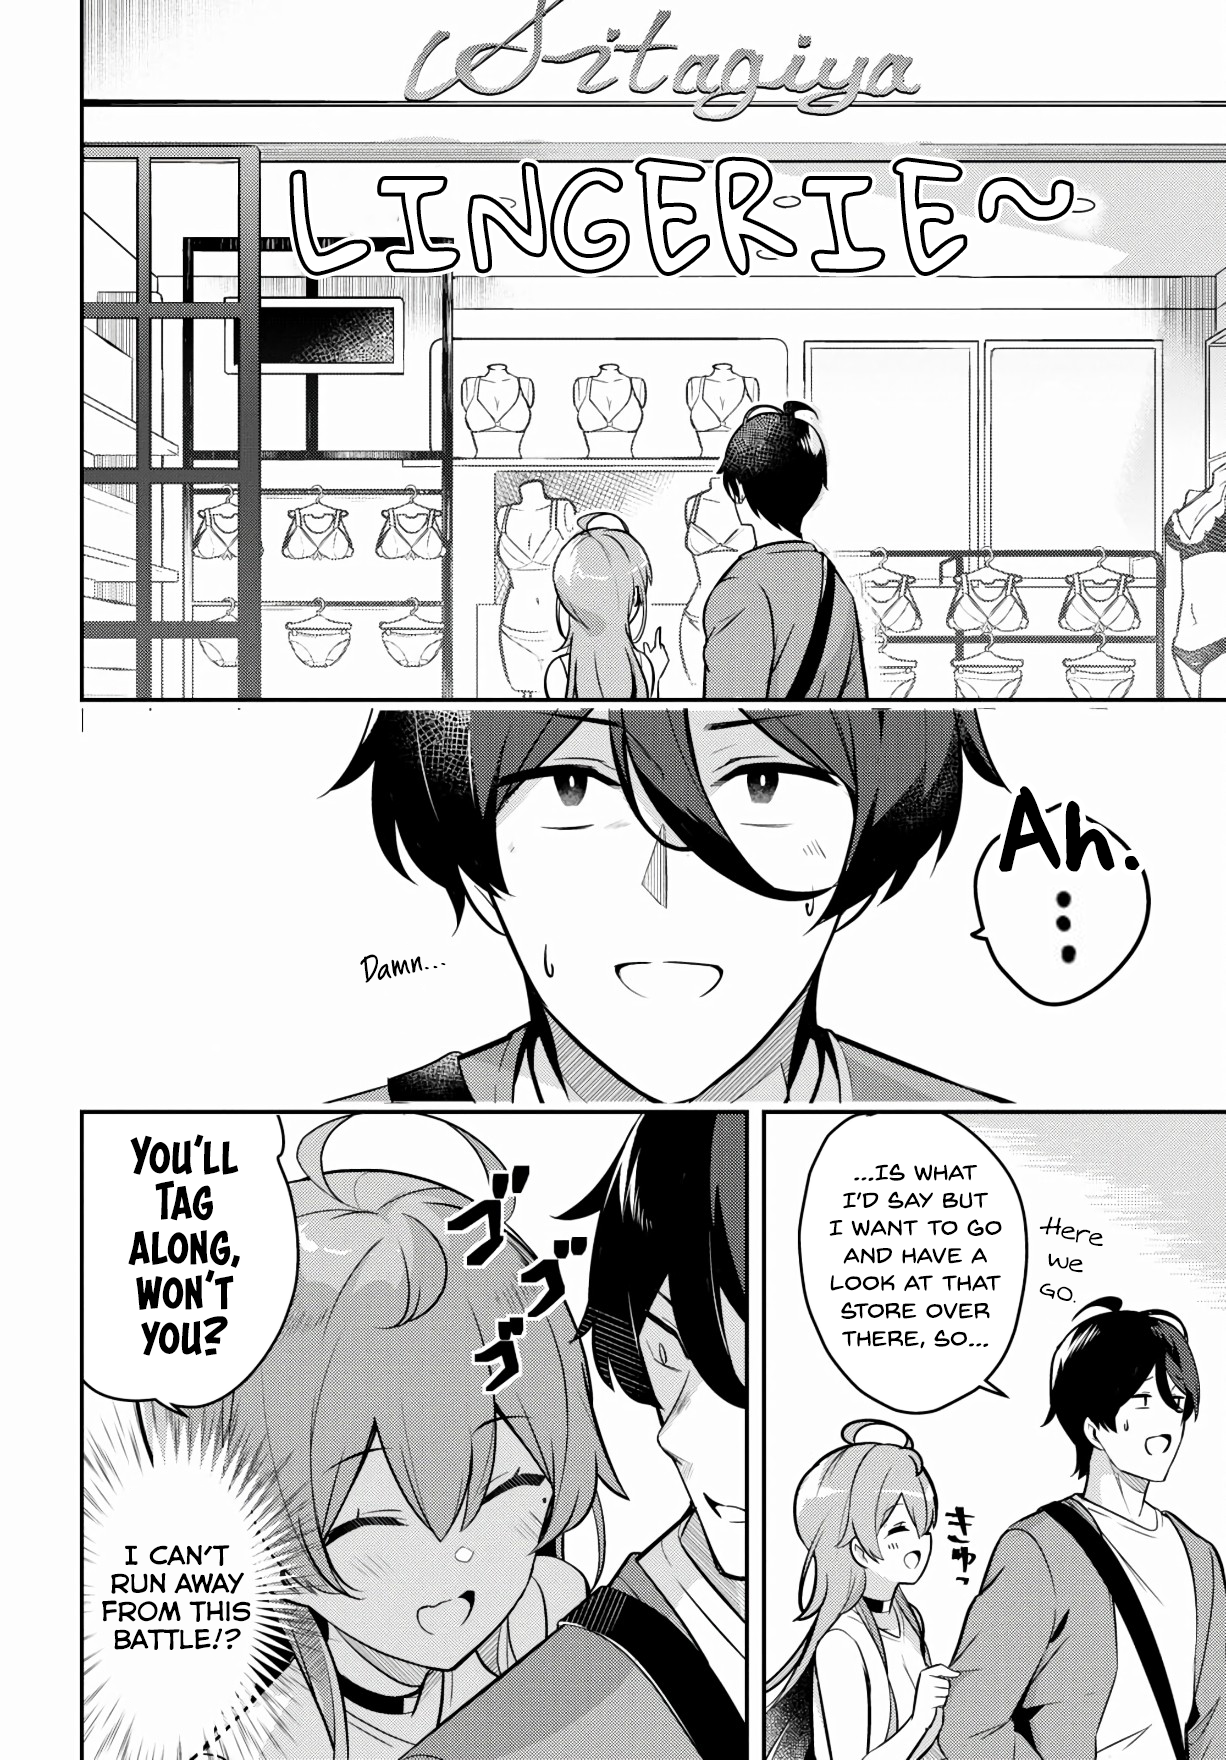 Sitagiya
LINGERIE~
Ah.
...
Damn...
...IS WHAT
I'D SAY BUT
I WANT TO GO
AND HAVE A
LOOK AT THAT
STORE OVER
THERE, SO...
Here
we
GO.
きゅっ
YOU'LL
TAG
ALONG,
WON'T
YOU?
ゴ
ゴ
ゴ
I CAN'T
RUN AWAY
FROM THIS
BATTLE!?